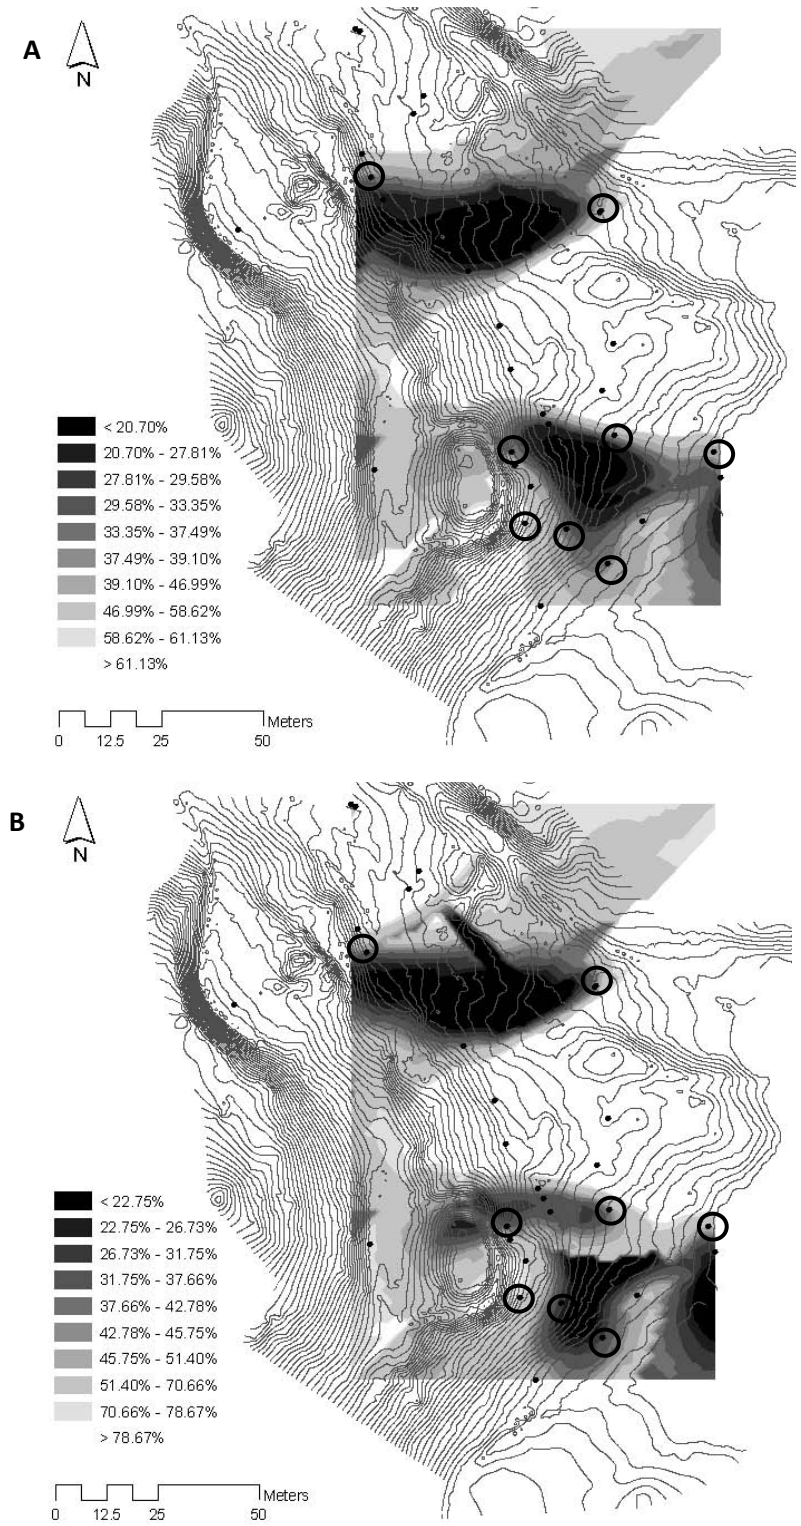 A
N
< 20.70%
20.70% - 27.81%
27.81% - 29.58%
29.58% - 33.35%
33.35% - 37.49%
37.49% - 39.10%
39.10% - 46.99%
46.99% - 58.62%
58.62% - 61.13%
> 61.13%
Meters
0 12.5 25 50
B
N
< 22.75%
22.75% - 26.73%
26.73% - 31.75%
31.75% - 37.66%
37.66% - 42.78%
42.78% - 45.75%
45.75% - 51.40%
51.40% - 70.66%
70.66% - 78.67%
> 78.67%
Meters
0 12.5 25 50